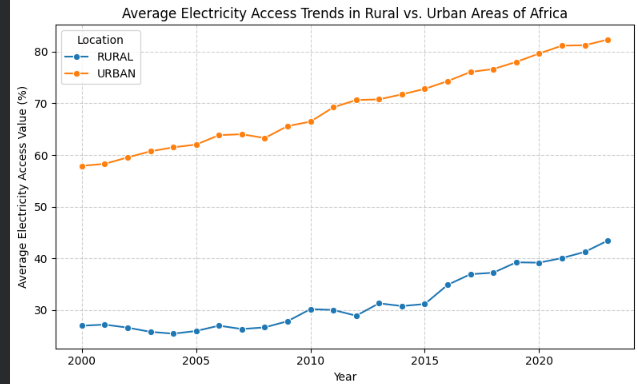 Average Electricity Access Trends in Rural vs. Urban Areas of Africa
Location
RURAL
URBAN
Average Electricity Access Value (%)
80
70
60
50
40
30
2000
2005
2010
2015
2020
Year